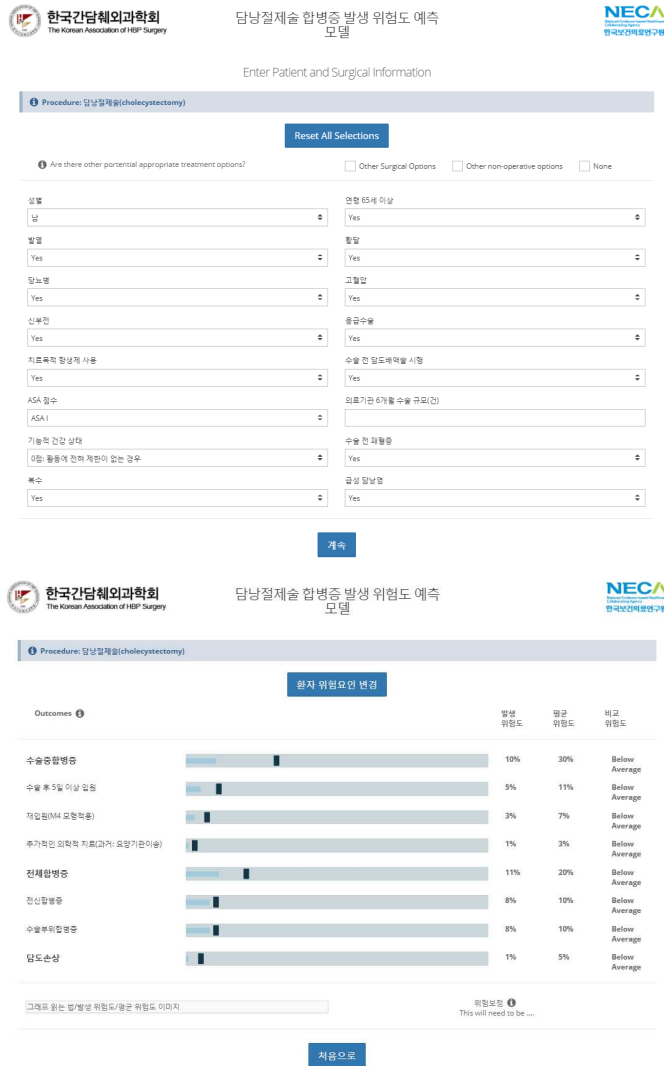 한국간담췌외과학회
The Korean Association of HBP Surgery
담낭절제술 합병증 발생 위험도 예측
모델
NECA
한국보건의료연구원
Enter Patient and Surgical Information
Procedure: 담낭절제술(cholecystectomy)
Reset All Selections
Are there other portential appropriate treatment options?
Other Surgical Options
Other non-operative options
None
성별
연령 65세 이상
남
Yes
발열
황달
Yes
Yes
당뇨병
고혈압
Yes
Yes
신부전
응급수술
Yes
Yes
치료목적 항생제 사용
수술 전 담도배액술 시행
Yes
Yes
ASA 점수
의료기관 6개월 수술 규모(건)
ASA I
기능적 건강 상태
수술 전 패혈증
0점: 활동에 전혀 제한이 없는 경우
Yes
복수
급성 담낭염
Yes
Yes
계속
한국간담췌외과학회
The Korean Association of HBP Surgery
담낭절제술 합병증 발생 위험도 예측
모델
NECA
한국보건의료연구원
Procedure: 담낭절제술(cholecystectomy)
환자 위험요인 변경
Outcomes
발생
위험도
평균
위험도
비교
위험도
수술중합병증
10%
30%
Below
Average
수술 후 5일 이상 입원
5%
11%
Below
Average
재입원(M4 모형적용)
3%
7%
Below
Average
추가적인 의학적 치료(과거: 요양기관이송)
1%
3%
Below
Average
전체합병증
11%
20%
Below
Average
전신합병증
8%
10%
Below
Average
수술부위합병증
8%
10%
Below
Average
담도손상
1%
5%
Below
Average
그래프 읽는 법/발생 위험도/평균 위험도 이미지
위험보정
This will need to be ....
처음으로